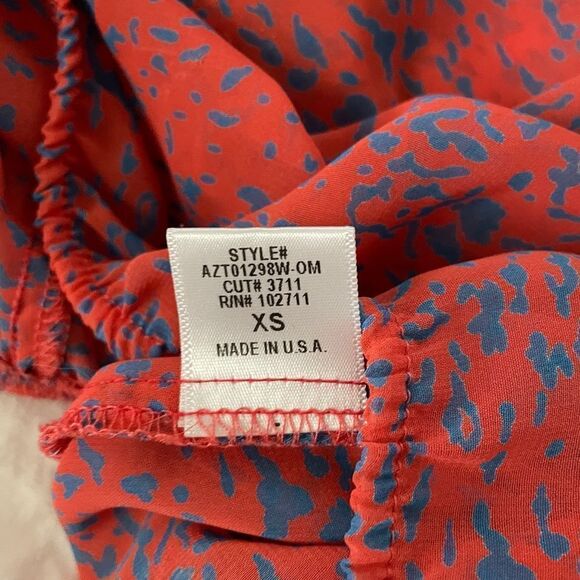 STYLE#
AZT01298W-OM
CUT# 3711
R/N# 102711
XS
MADE IN U.S.A.